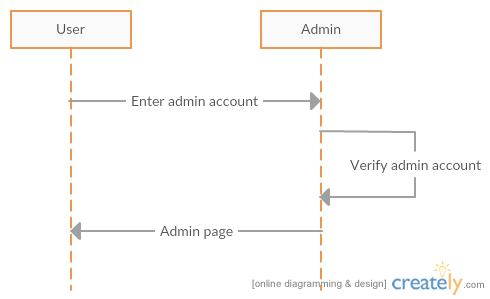 User
Admin
Enter admin account
Verify admin account
Admin page
[online diagramming & design] creately.com